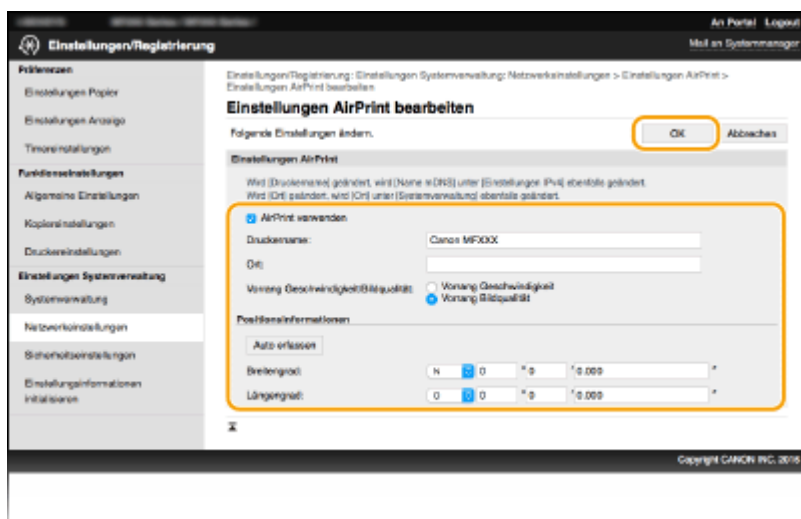 An Portal Logout
Einstellungen/Registrierung
Mail an Systemmanager
Präferenzen
Einstellungen Papier
Einstellungen Anzeige
Timereinstellungen
Funktionseinstellungen
Allgemeine Einstellungen
Kopiereinstellungen
Druckereinstellungen
Einstellungen Systemverwaltung
Systemverwaltung
Netzwerkeinstellungen
Sicherheitseinstellungen
Einstellungsinformationen
initialisieren
Einstellungen/Registrierung: Einstellungen Systemverwaltung: Netzwerkeinstellungen > Einstellungen AirPrint >
Einstellungen AirPrint bearbeiten
Einstellungen AirPrint bearbeiten
Folgende Einstellungen ändern.
OK Abbrechen
Einstellungen AirPrint
Wird [Druckername] geändert, wird [Name mDNS] unter [Einstellungen IPv4] ebenfalls geändert.
Wird [Ort] geändert, wird [Ort] unter [Systemverwaltung] ebenfalls geändert.
AirPrint verwenden
Druckername: Canon MFXXX
Ort:
Vorrang Geschwindigkeit/Bildqualität: Vorrang Geschwindigkeit
Vorrang Bildqualität
Positionsinformationen
Auto erfassen
Breitengrad: N 0 ° 0 ' 0.000 "
Längengrad: O 0 ° 0 ' 0.000 "
Copyright CANON INC. 2016